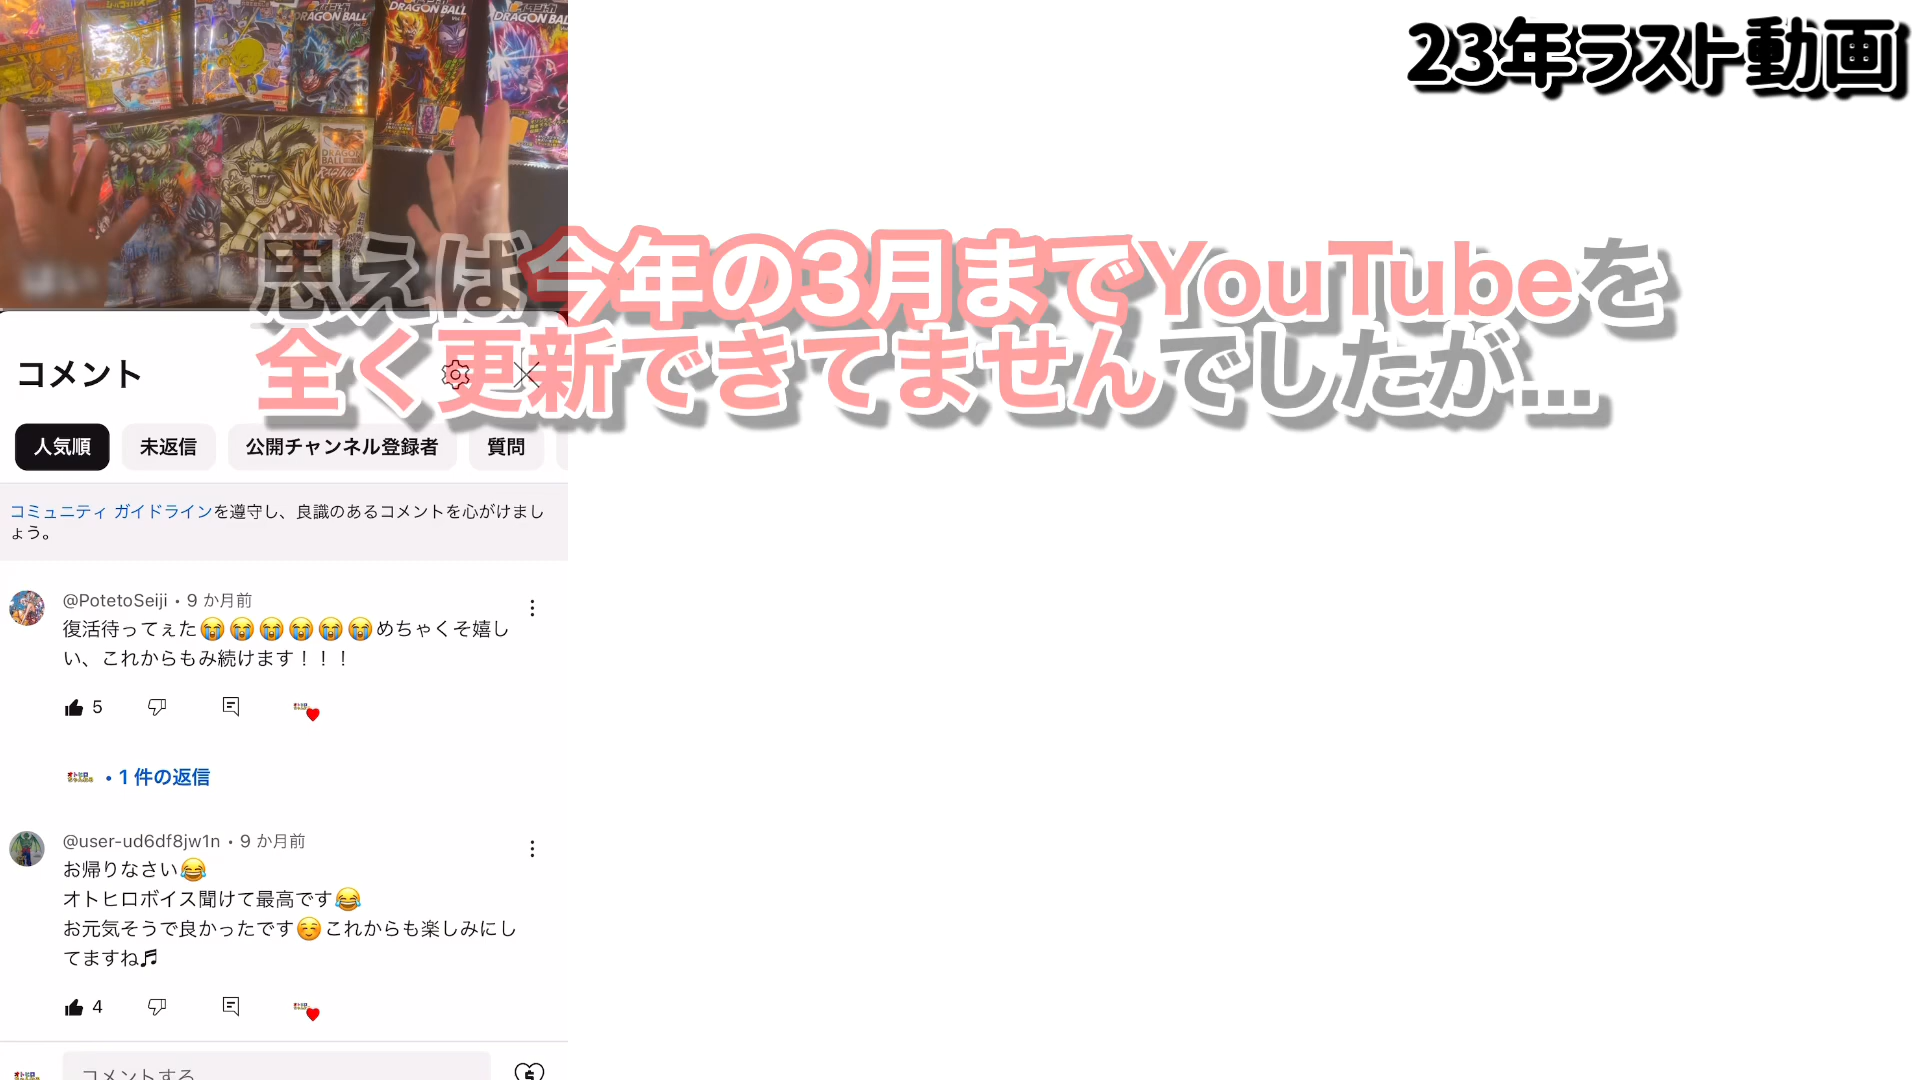 DRAGON BALL
DRAGON BALL
DRAGON BALL
23年ラスト動画
DRAGON
BALL
思えば今年の3月までYouTubeを
全く更新できてませんでしたが...
コメント
人気順
未返信
公開チャンネル登録者
質問
コミュニティ ガイドラインを遵守し、良識のあるコメントを心がけまし
ょう。
@PotetoSeiji・9 か月前
復活待ってぇた😭😭😭😭😭😭めちゃくそ嬉し
い、これからもみ続けます！！！
5
・1 件の返信
@user-ud6df8jw1n・9 か月前
お帰りなさい😂
オトヒロボイス聞けて最高です😂
お元気そうで良かったです☺️これからも楽しみにし
てますね🎵
4
コメントする